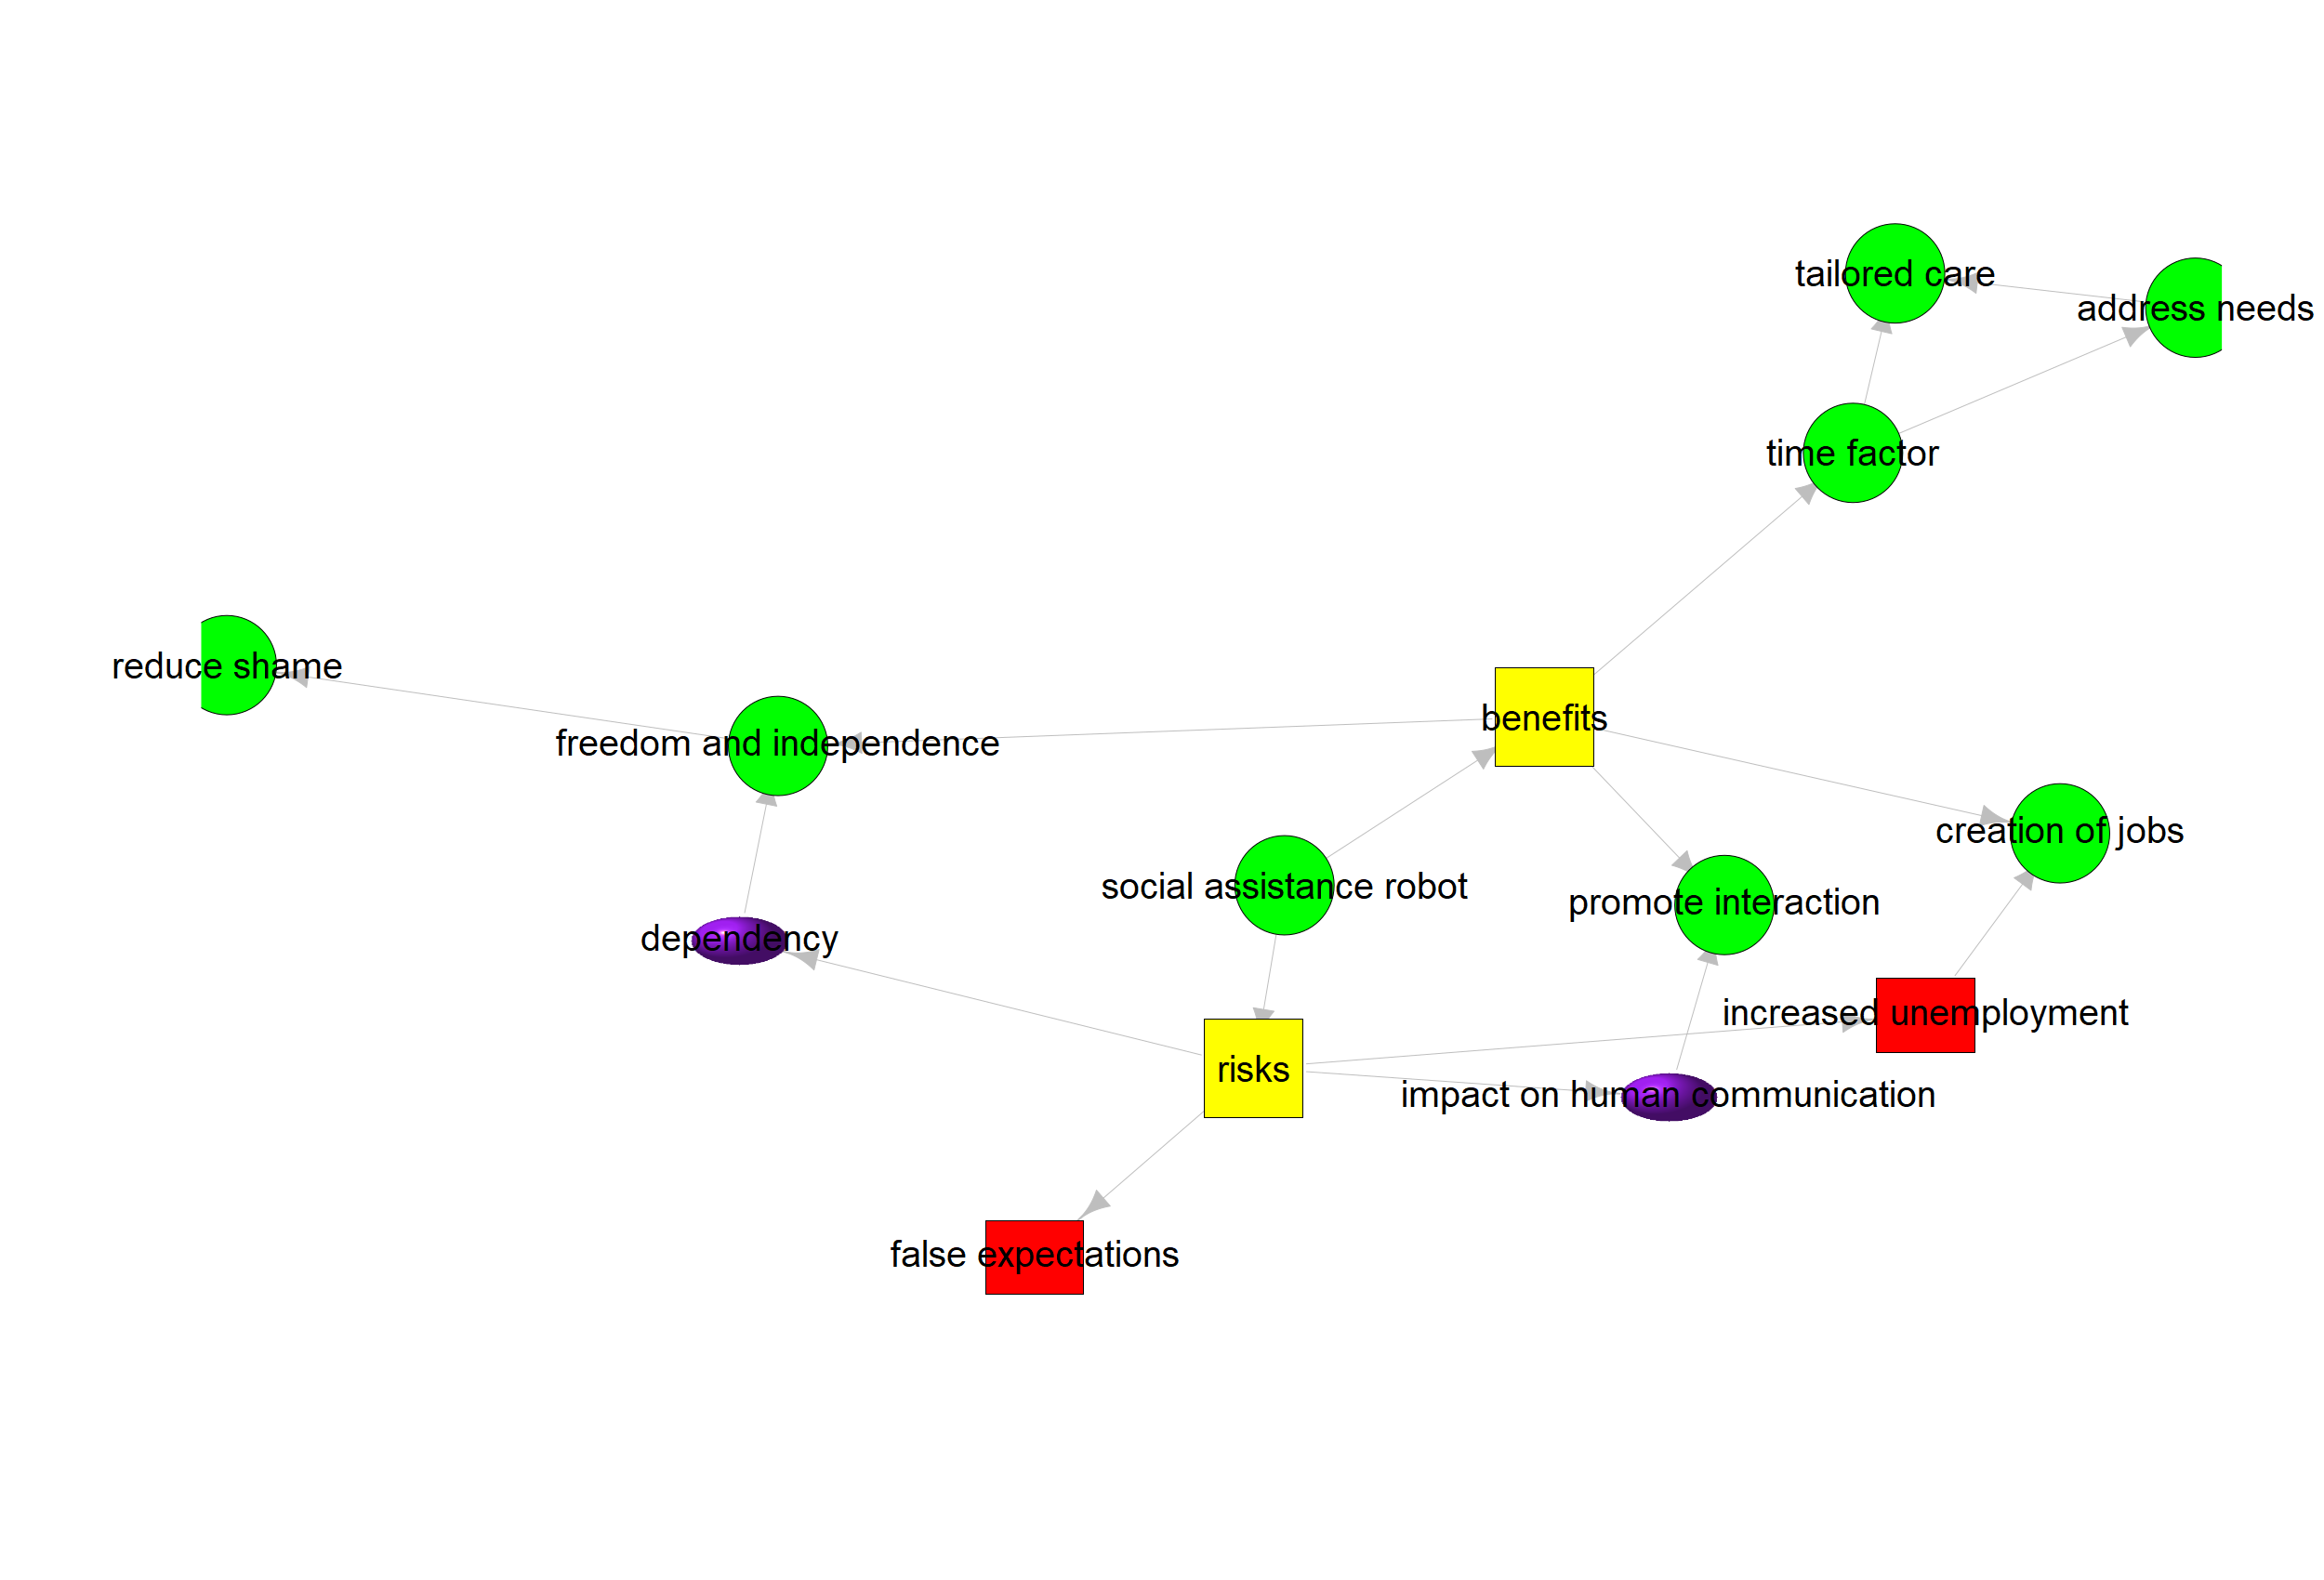 tailored care
address needs
time factor
reduce shame
benefits
freedom and independence
creation of jobs
social assistance robot
promote interaction
dependency
increased unemployment
risks
impact on human communication
false expectations